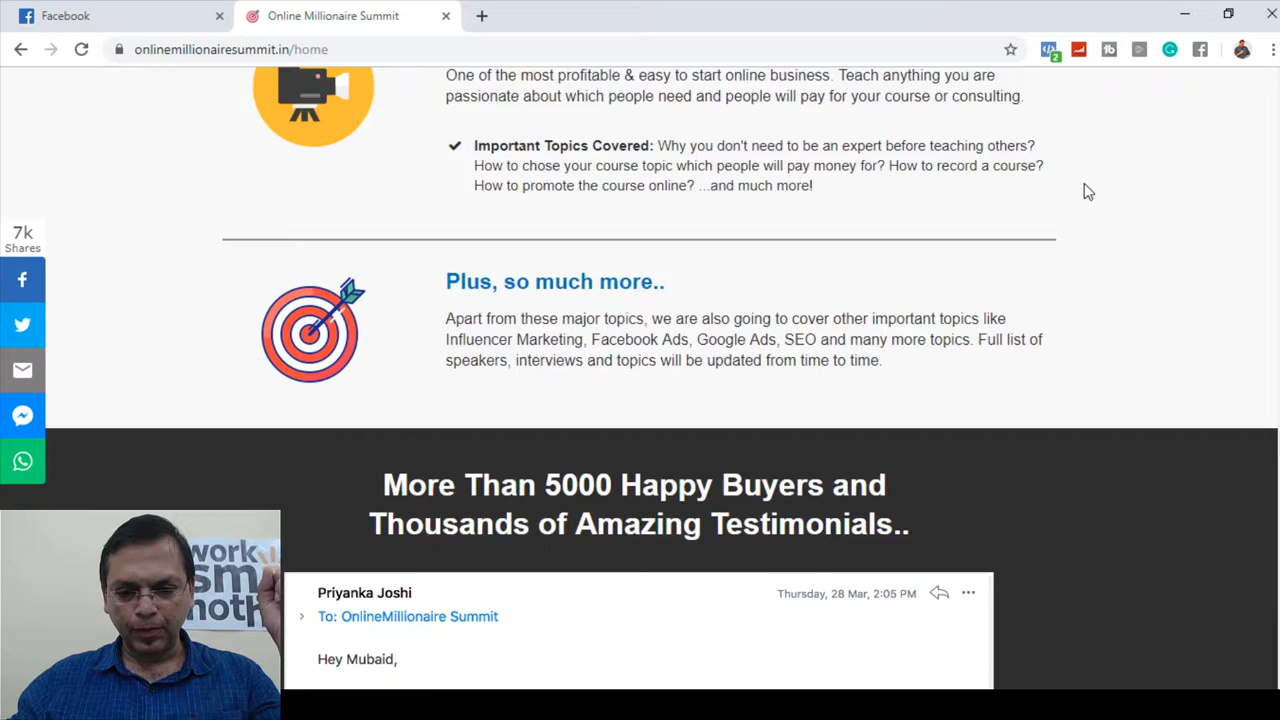 Facebook
Online Millionaire Summit
onlinemillionairesummit.in/home
2
One of the most profitable & easy to start online business. Teach anything you are
passionate about which people need and people will pay for your course or consulting.
Important Topics Covered: Why you don't need to be an expert before teaching others?
How to chose your course topic which people will pay money for? How to record a course?
How to promote the course online? ...and much more!
7k
Shares
Plus, so much more..
Apart from these major topics, we are also going to cover other important topics like
Influencer Marketing, Facebook Ads, Google Ads, SEO and many more topics. Full list of
speakers, interviews and topics will be updated from time to time.
More Than 5000 Happy Buyers and
Thousands of Amazing Testimonials..
Priyanka Joshi
Thursday, 28 Mar, 2:05 PM
To: OnlineMillionaire Summit
Hey Mubaid,
work
sm
noth